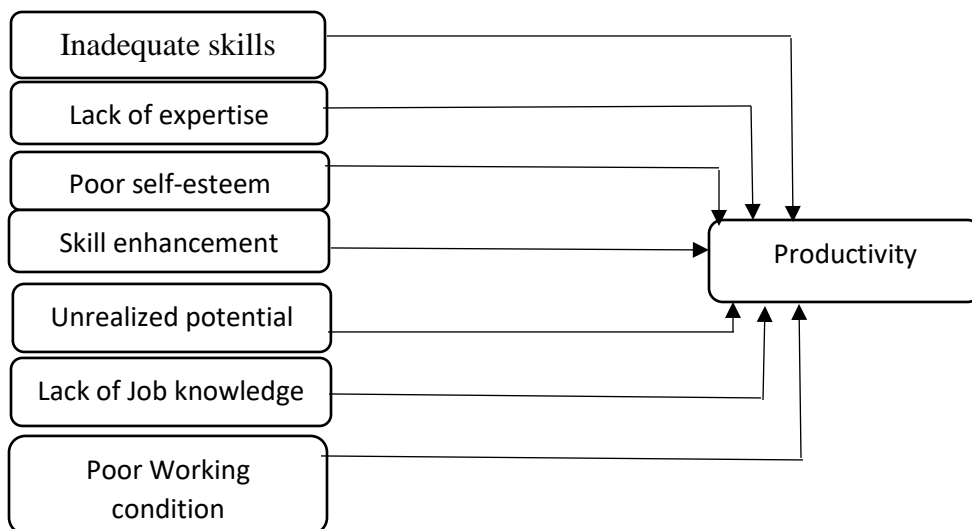 Inadequate skills
Lack of expertise
Poor self-esteem
Skill enhancement
Productivity
Unrealized potential
Lack of Job knowledge
Poor Working
condition